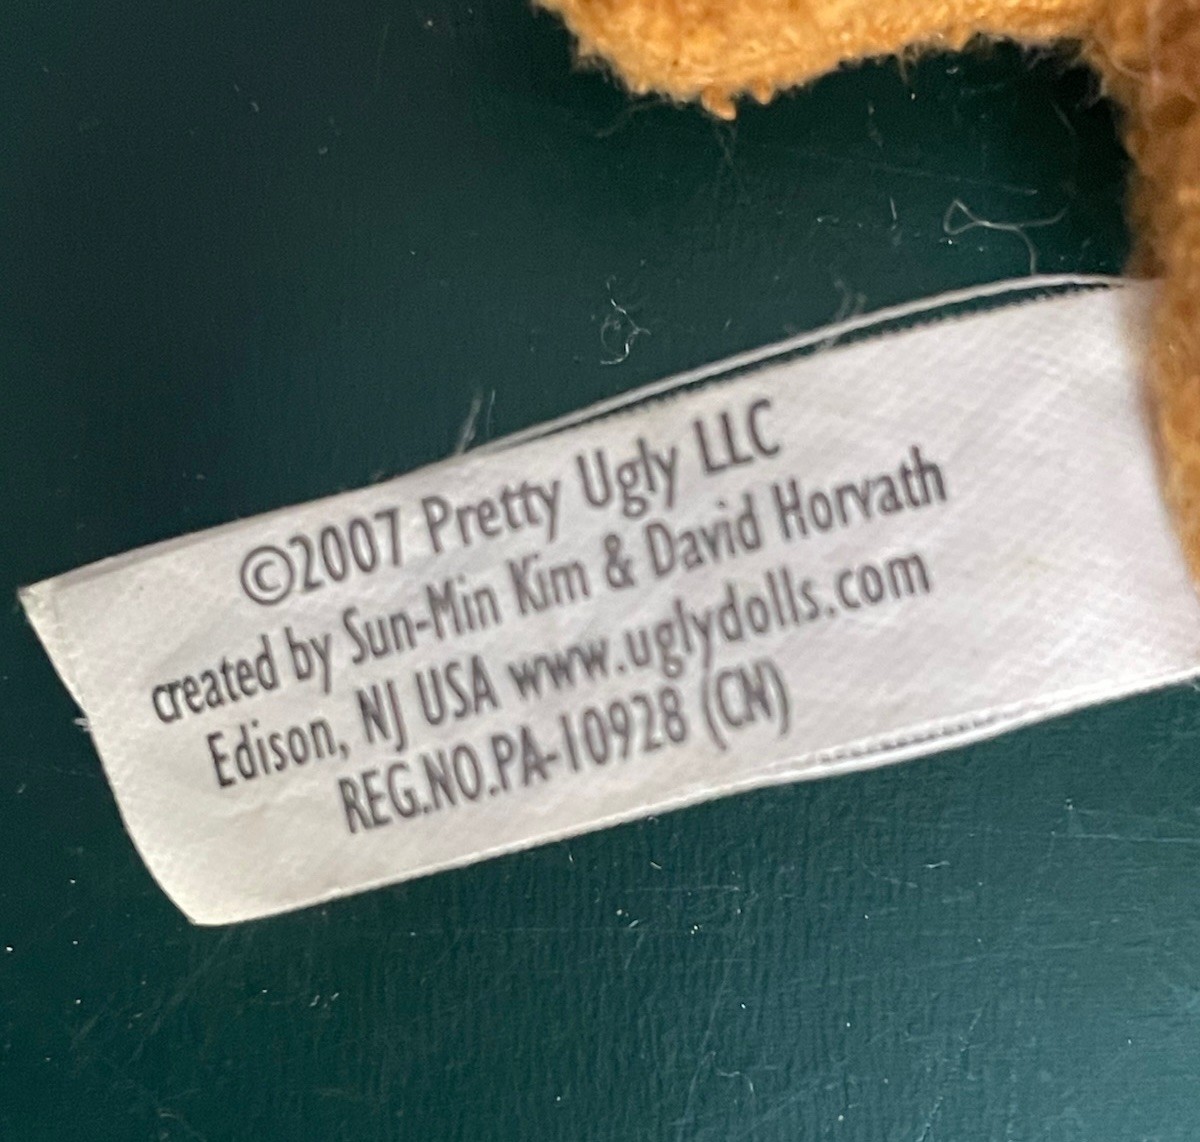 ©2007 Pretty Ugly LLC
created by Sun-Min Kim & David Horvath
Edison, NJ USA www.uglydolls.com
REG.NO.PA-10928 (CN)